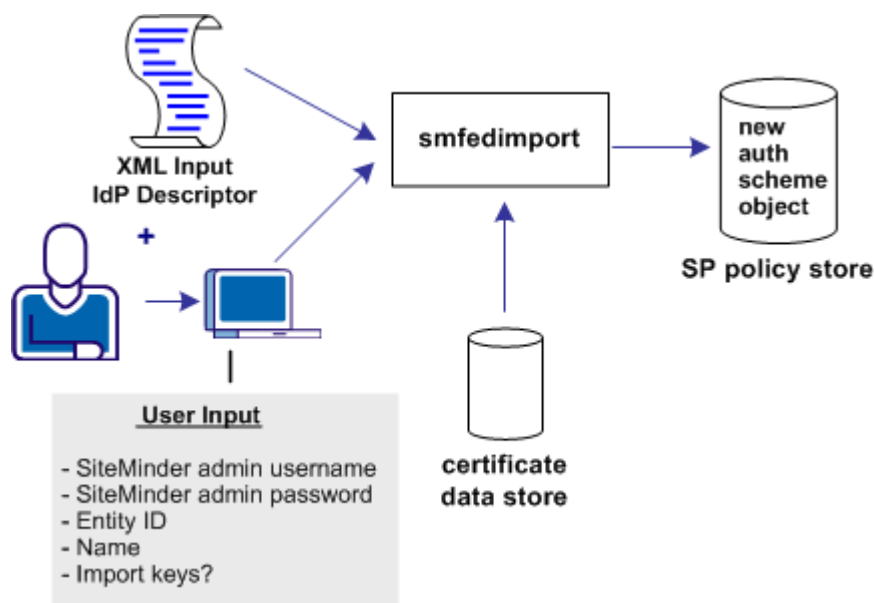 XML Input
IdP Descriptor
+
smfedimport
new
auth
scheme
object
SP policy store
certificate
data store
User Input
- SiteMinder admin username
- SiteMinder admin password
- Entity ID
- Name
- Import keys?